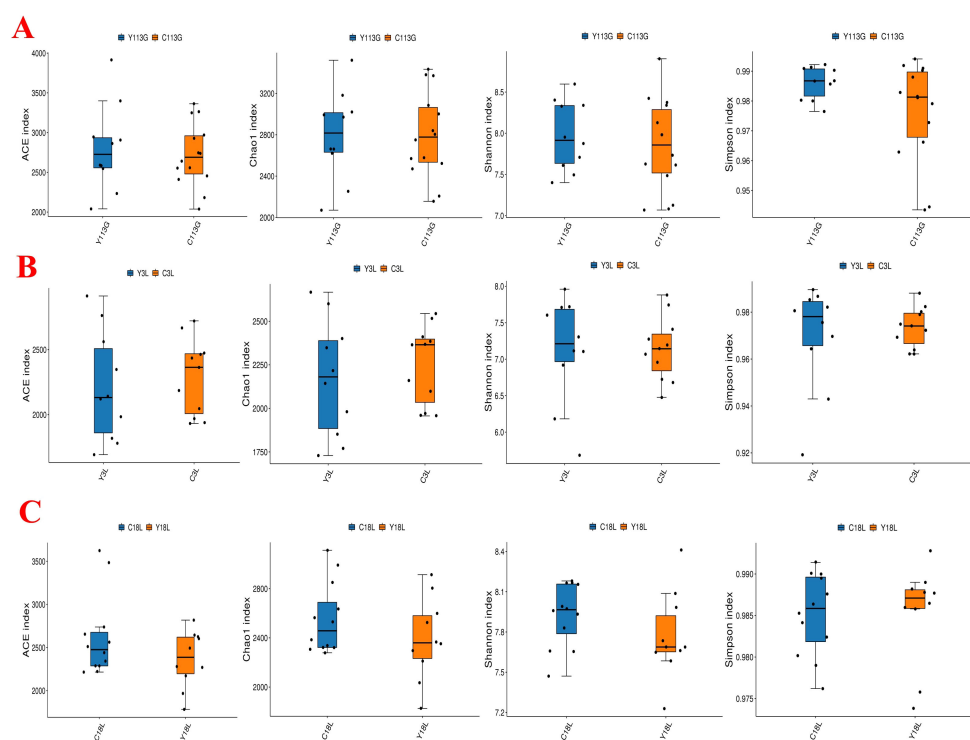 A
Y113G C113G
ACE index
4000
3500
3000
2500
2000
Y113G C113G
Y113G C113G
Chao1 index
3600
3200
2800
2400
2000
Y113G C113G
Y113G C113G
Shannon index
8.5
8.0
7.5
7.0
Y113G C113G
Y113G C113G
Simpson index
0.99
0.98
0.97
0.96
0.95
Y113G C113G
B
Y3L C3L
ACE index
2500
2000
Y3L C3L
Y3L C3L
Chao1 index
2500
2250
2000
1750
Y3L C3L
Y3L C3L
Shannon index
8.0
7.5
7.0
6.5
6.0
Y3L C3L
Y3L C3L
Simpson index
0.98
0.96
0.94
0.92
Y3L C3L
C
C18L Y18L
ACE index
3500
3000
2500
2000
C18L Y18L
C18L Y18L
Chao1 index
2800
2400
2000
C18L Y18L
C18L Y18L
Shannon index
8.4
8.1
7.8
7.5
7.2
C18L Y18L
C18L Y18L
Simpson index
0.990
0.985
0.980
0.975
C18L Y18L